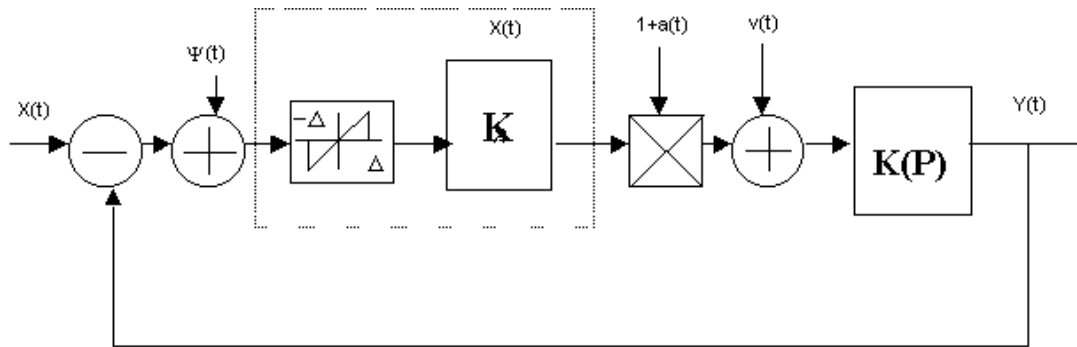 X(t)
Ψ(t)
−Δ
Δ
X(t)
K
1+a(t)
v(t)
K(P)
Y(t)